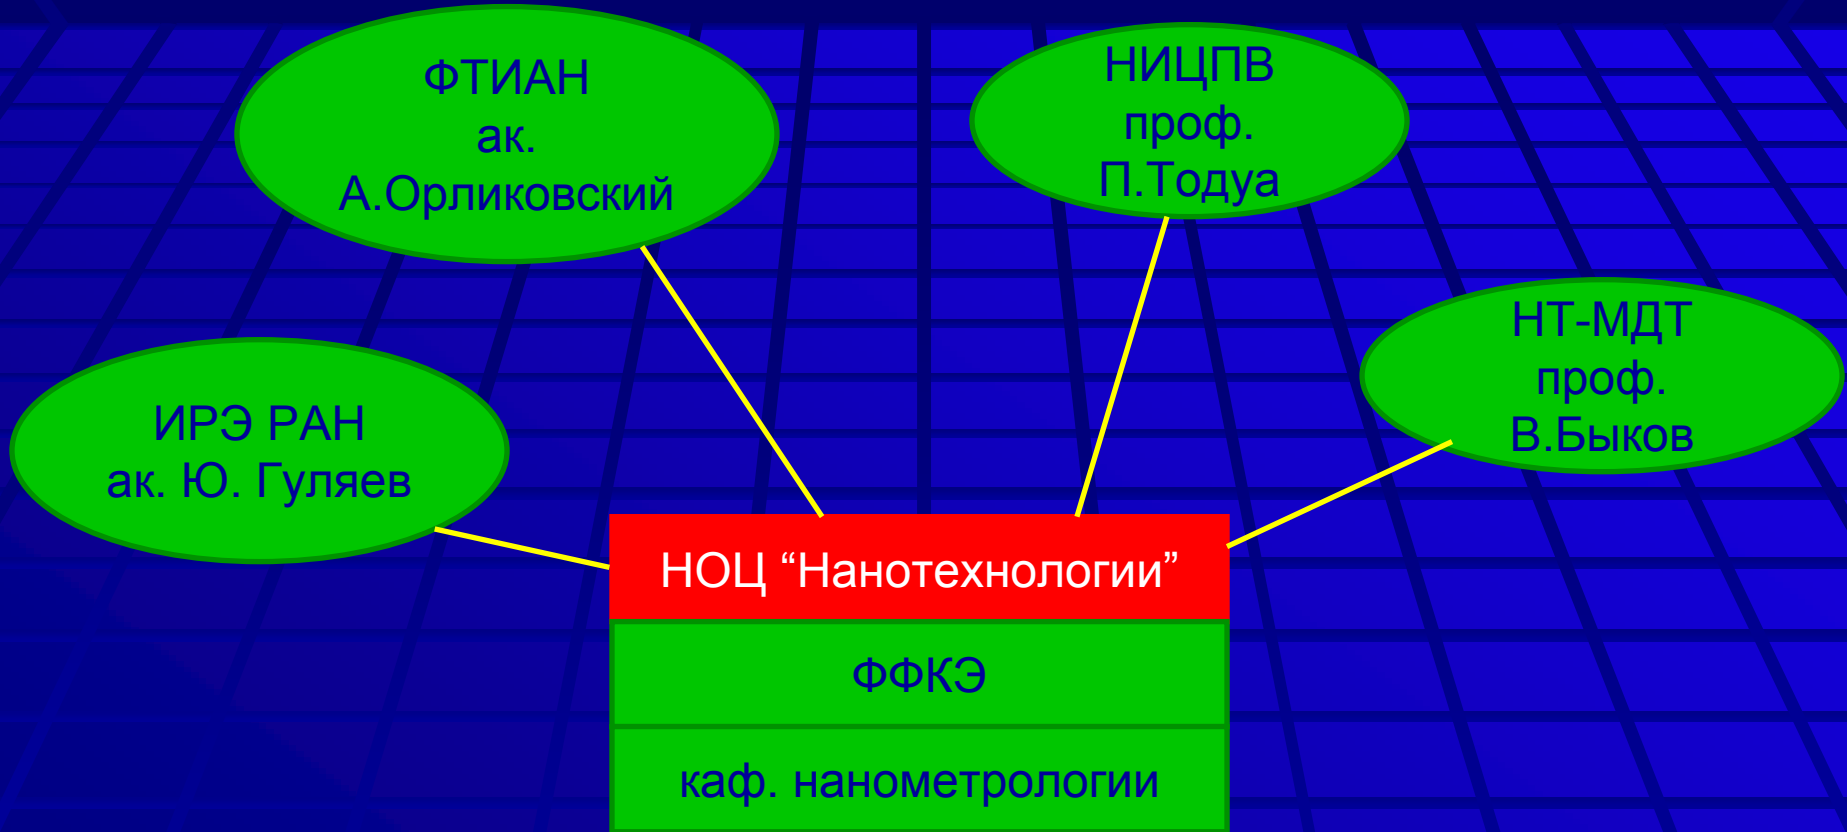 ФТИАН
ак.
А.Орликовский
НИЦПВ
проф.
П.Тодуа
НТ-МДТ
проф.
В.Быков
ИРЭ РАН
ак. Ю. Гуляев
НОЦ “Нанотехнологии”
ФФКЭ
каф. нанометрологии